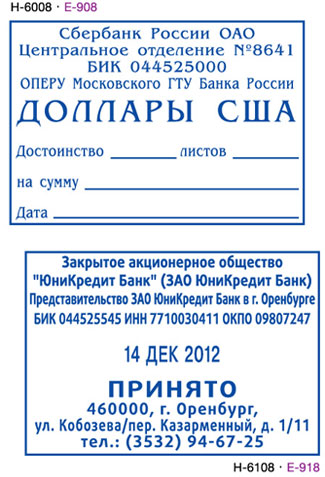 H-6008 · E-908
Сбербанк России ОАО
Центральное отделение №8641
БИК 044525000
ОПЕРУ Московского ГТУ Банка России
ДОЛЛАРЫ США
Достоинство ________ листов ________
на сумму ________
Дата ________
Закрытое акционерное общество
"ЮниКредит Банк" (ЗАО ЮниКредит Банк)
Представительство ЗАО ЮниКредит Банк в г. Оренбурге
БИК 044525545 ИНН 7710030411 ОКПО 09807247
14 ДЕК 2012
ПРИНЯТО
460000, г. Оренбург,
ул. Кобозева/пер. Казарменный, д. 1/11
тел.: (3532) 94-67-25
H-6108 · E-918